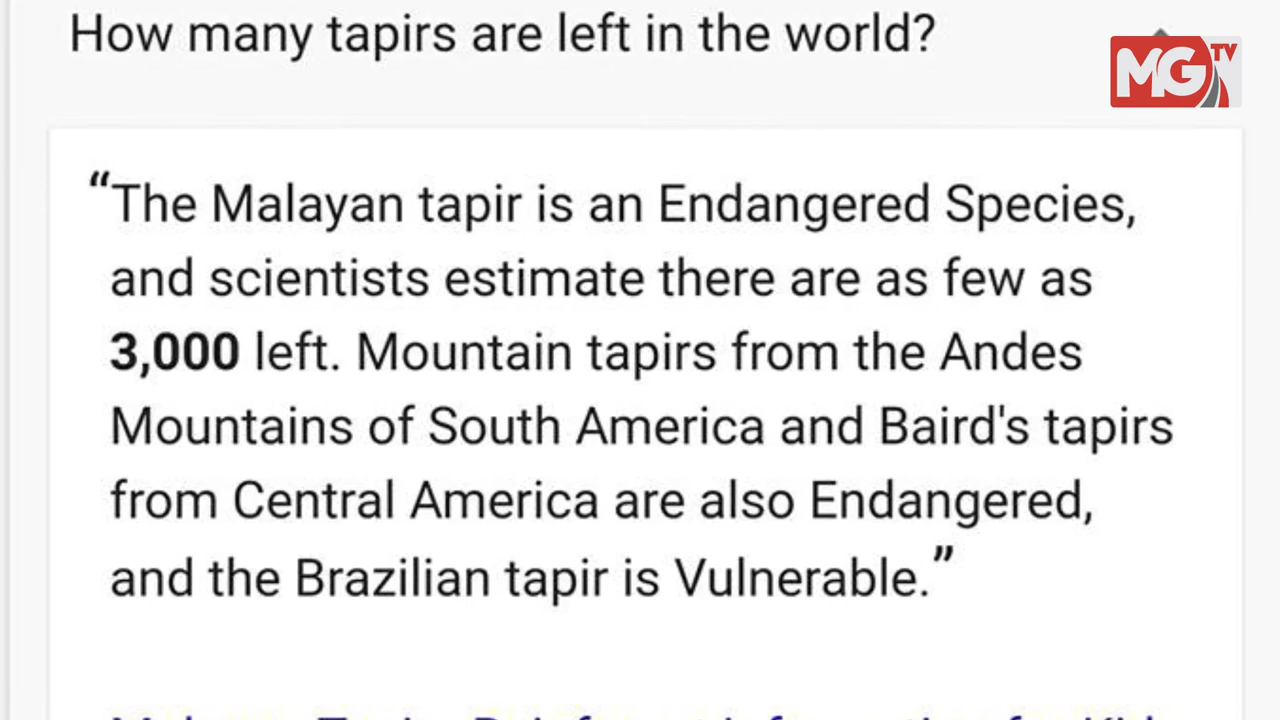 How many tapirs are left in the world?
MG TV
“The Malayan tapir is an Endangered Species,
and scientists estimate there are as few as
3,000 left. Mountain tapirs from the Andes
Mountains of South America and Baird's tapirs
from Central America are also Endangered,
and the Brazilian tapir is Vulnerable.”